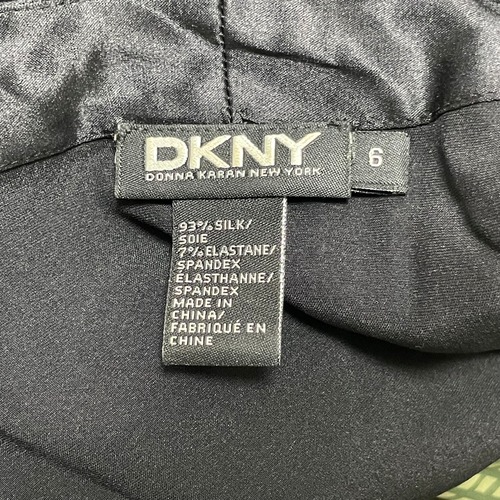 DKNY
DONNA KARAN NEW YORK
6
93% SILK/
SOIE
7% ELASTANE/
SPANDEX
ÉLASTHANNE/
SPANDEX
MADE IN
CHINA/
FABRIQUÉ EN
CHINE